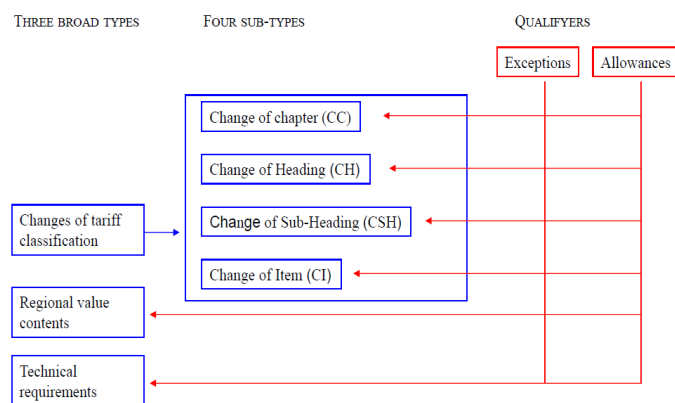 THREE BROAD TYPES
FOUR SUB-TYPES
QUALIFYERS
Exceptions
Allowances
Change of chapter (CC)
Change of Heading (CH)
Changes of tariff
classification
Change of Sub-Heading (CSH)
Change of Item (CI)
Regional value
contents
Technical
requirements